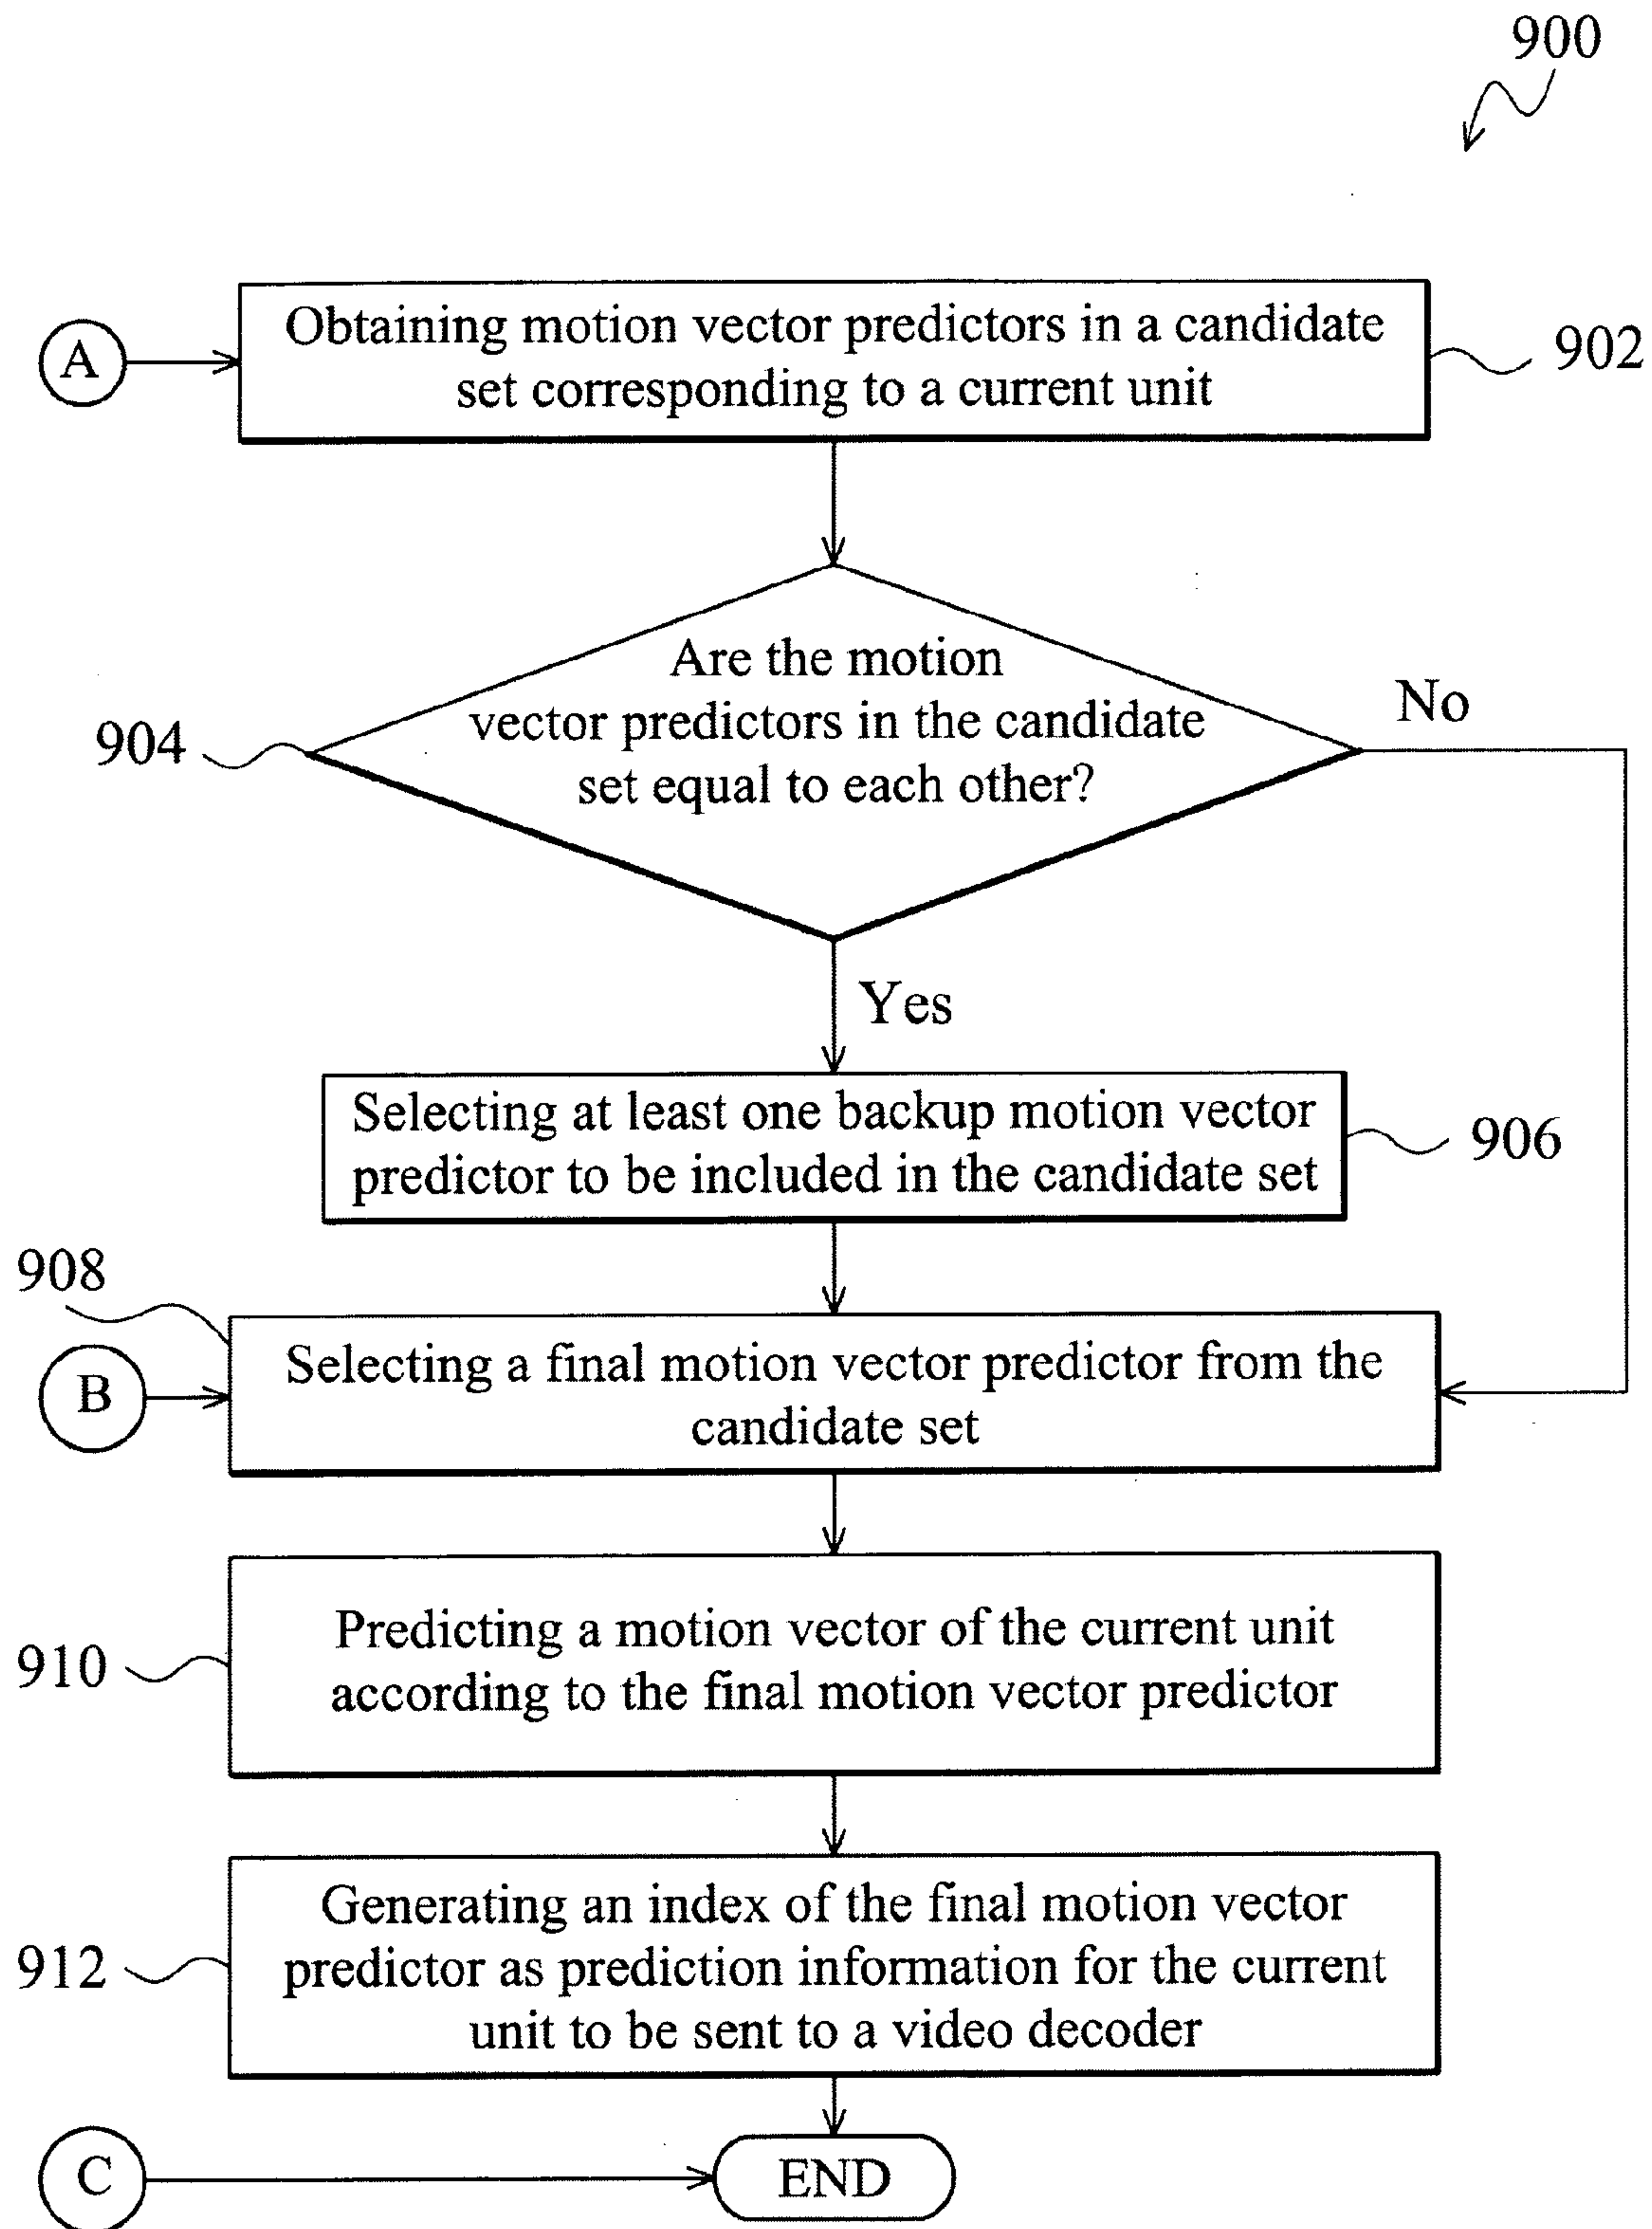 900
A
Obtaining motion vector predictors in a candidate
set corresponding to a current unit
902
Are the motion
vector predictors in the candidate
set equal to each other?
904
No
Yes
Selecting at least one backup motion vector
predictor to be included in the candidate set
906
908
B
Selecting a final motion vector predictor from the
candidate set
Predicting a motion vector of the current unit
according to the final motion vector predictor
910
Generating an index of the final motion vector
predictor as prediction information for the current
unit to be sent to a video decoder
912
C
END